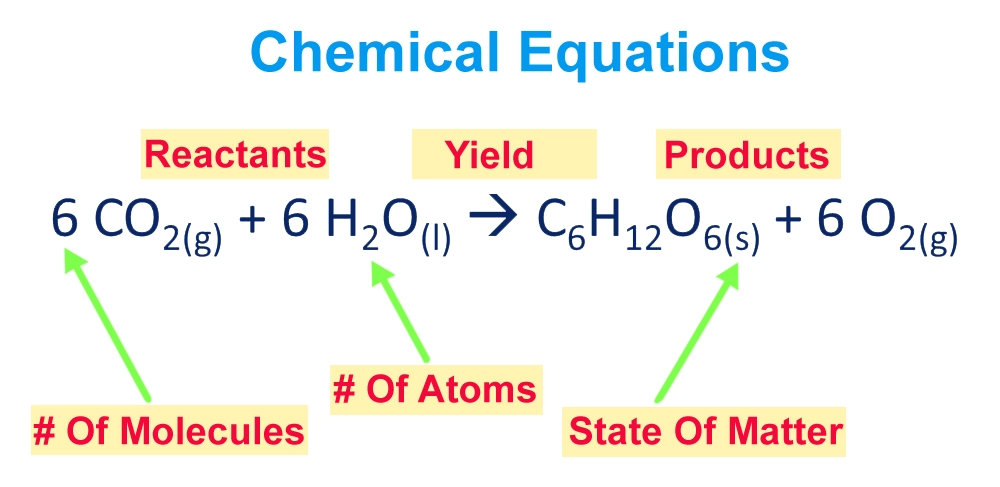 Chemical Equations
Reactants Yield Products
6 CO₂(g) + 6 H₂O(l) → C₆H₁₂O₆(s) + 6 O₂(g)
# Of Atoms
# Of Molecules State Of Matter